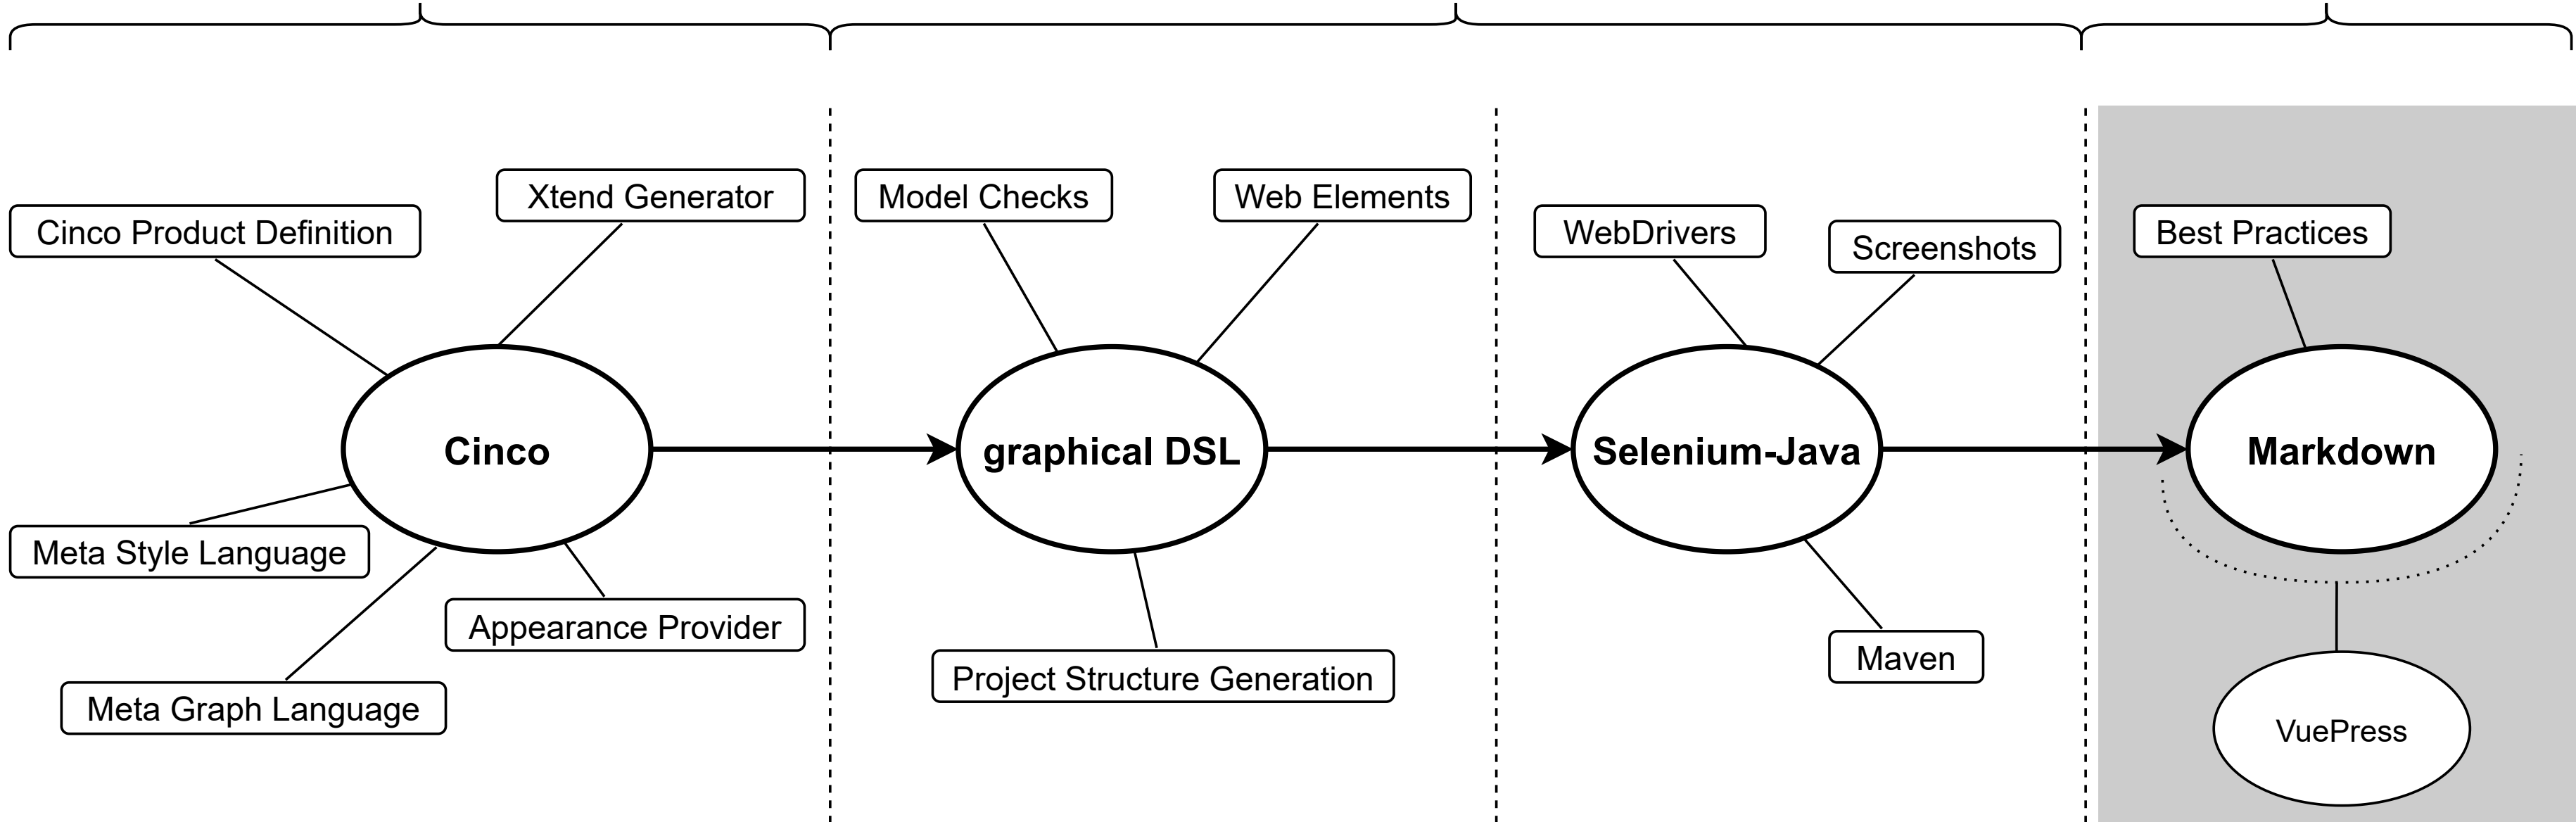 Cinco Product Definition
Xtend Generator
Cinco
Meta Style Language
Appearance Provider
Meta Graph Language
Model Checks
Web Elements
graphical DSL
Project Structure Generation
WebDrivers
Screenshots
Selenium-Java
Maven
Best Practices
Markdown
VuePress